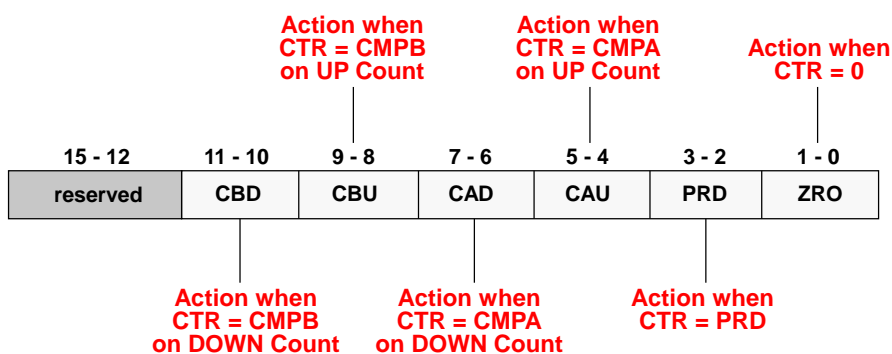 Action when
CTR = CMPB
on UP Count
Action when
CTR = CMPA
on UP Count
Action when
CTR = 0
15 - 12 11 - 10 9 - 8 7 - 6 5 - 4 3 - 2 1 - 0
reserved CBD CBU CAD CAU PRD ZRO
Action when
CTR = CMPB
on DOWN Count
Action when
CTR = CMPA
on DOWN Count
Action when
CTR = PRD